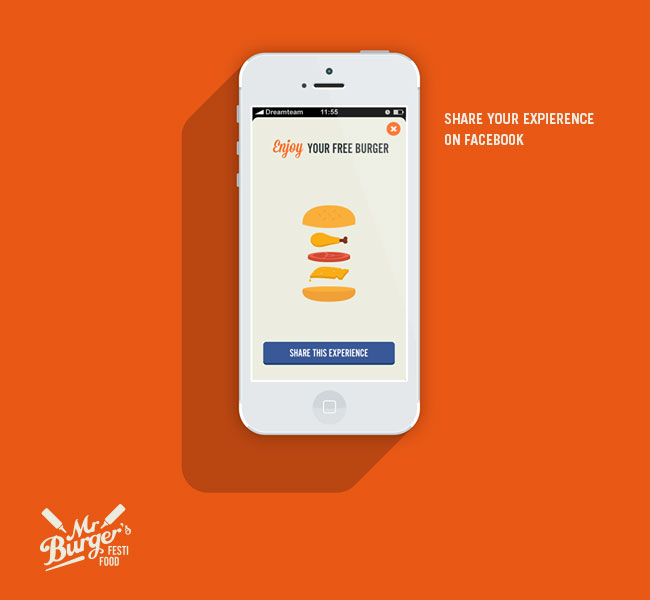 Dreamteam 11:55
Enjoy YOUR FREE BURGER
SHARE THIS EXPERIENCE
SHARE YOUR EXPIERENCE
ON FACEBOOK
Mr
Burger's
FESTI
FOOD